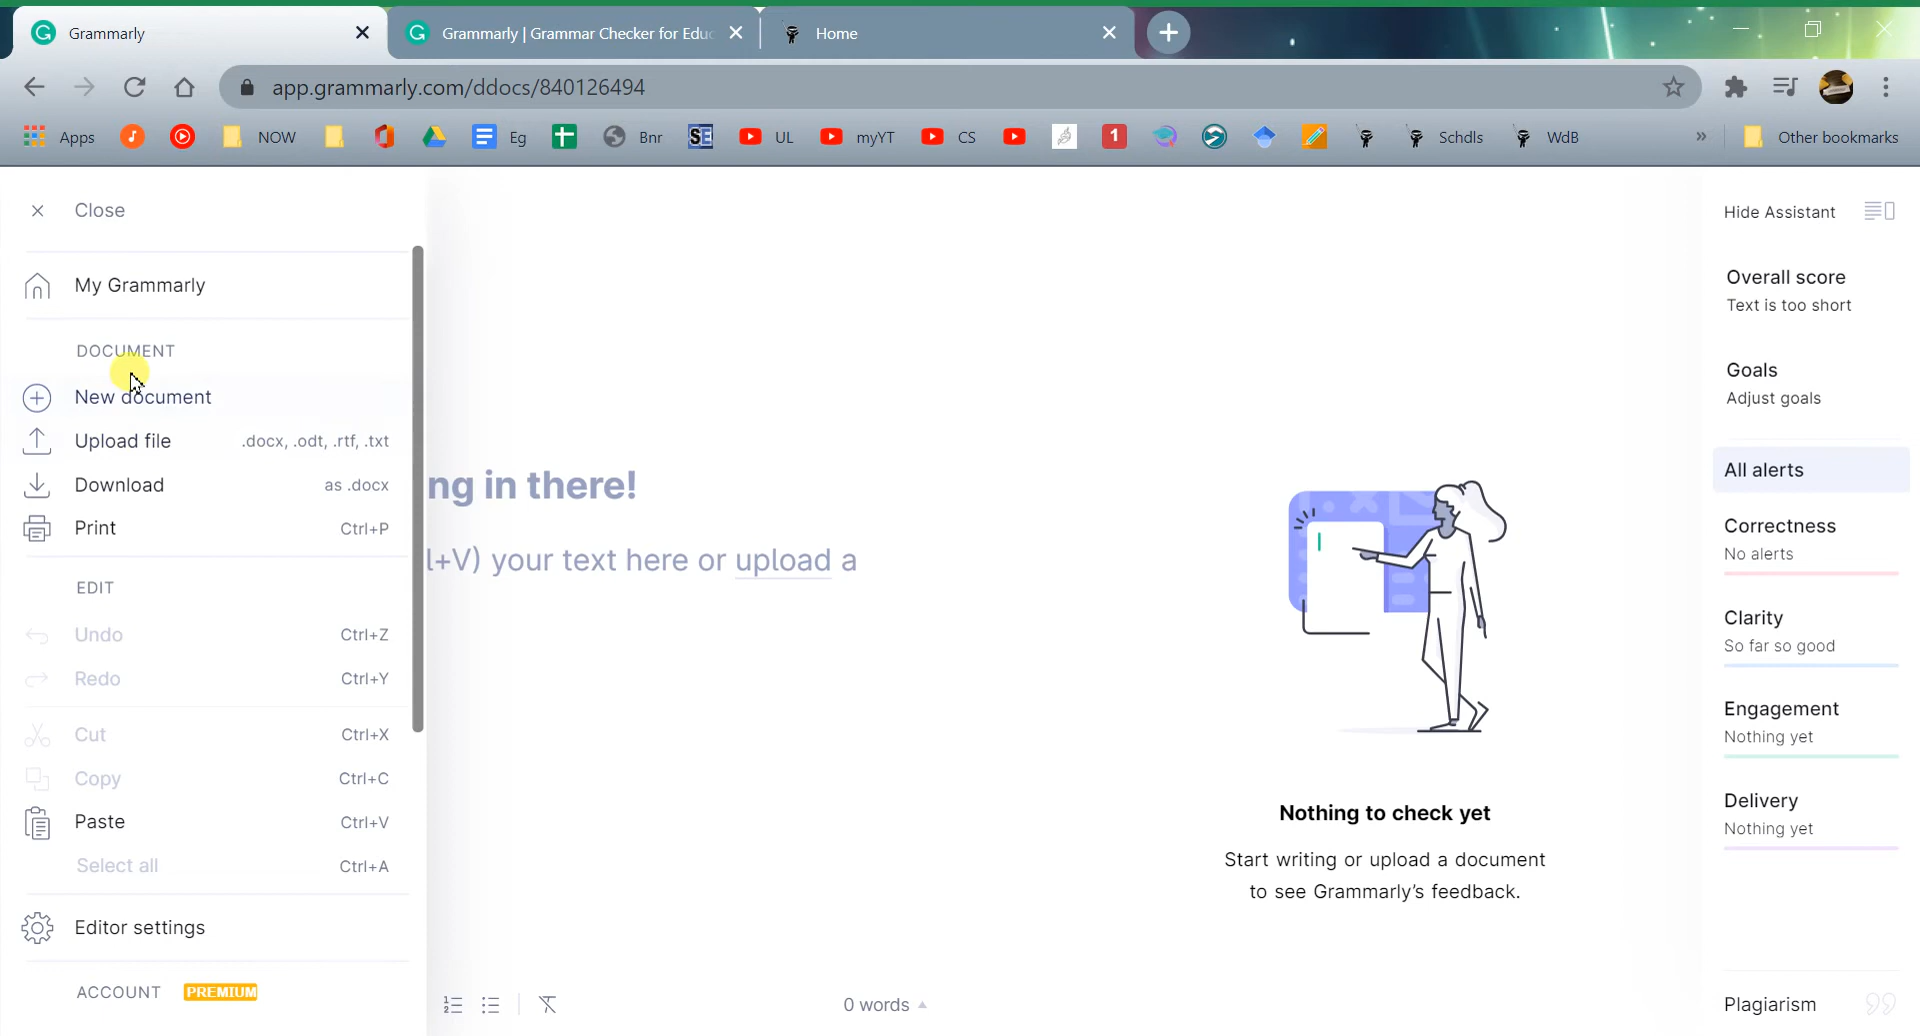 Grammarly
Grammarly | Grammar Checker for Educ
Home
app.grammarly.com/ddocs/840126494
Apps
NOW
Eg
Bnr
SE
UL
myYT
CS
1
Schdls
WdB
»
Other bookmarks
Close
My Grammarly
DOCUMENT
New document
Upload file .docx, .odt, .rtf, .txt
Download as .docx
Print Ctrl+P
EDIT
Undo Ctrl+Z
Redo Ctrl+Y
Cut Ctrl+X
Copy Ctrl+C
Paste Ctrl+V
Select all Ctrl+A
Editor settings
ACCOUNT PREMIUM
ng in there!
l+V) your text here or upload a
0 words
Nothing to check yet
Start writing or upload a document
to see Grammarly's feedback.
Hide Assistant
Overall score
Text is too short
Goals
Adjust goals
All alerts
Correctness
No alerts
Clarity
So far so good
Engagement
Nothing yet
Delivery
Nothing yet
Plagiarism